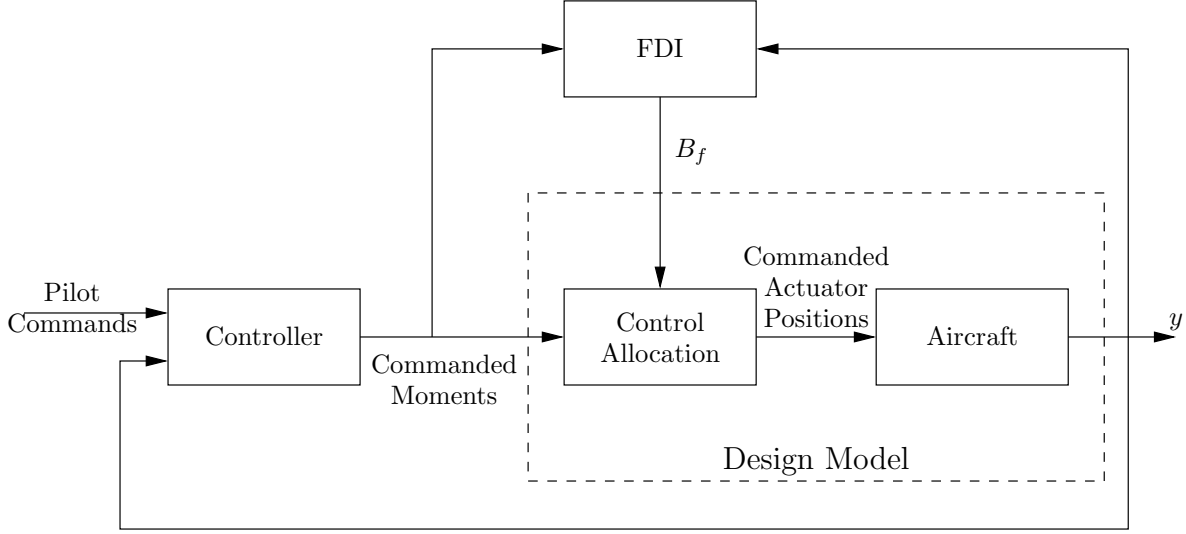 FDI
B_f
Pilot
Commands
Controller
Commanded
Moments
Control
Allocation
Commanded
Actuator
Positions
Aircraft
y
Design Model